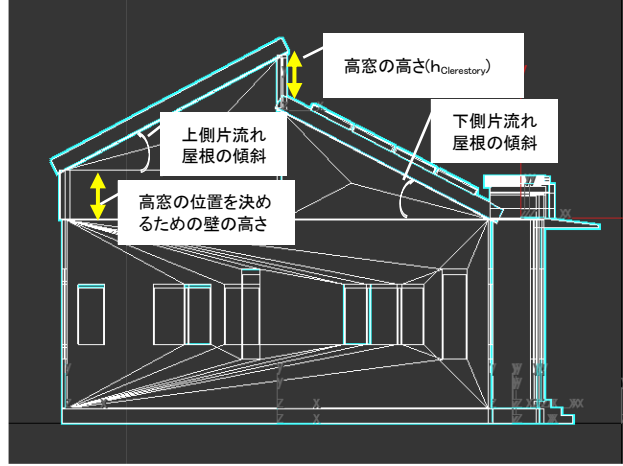 高窓の高さ(hClerestory)
上側片流れ
屋根の傾斜
下側片流れ
屋根の傾斜
高窓の位置を決め
るための壁の高さ